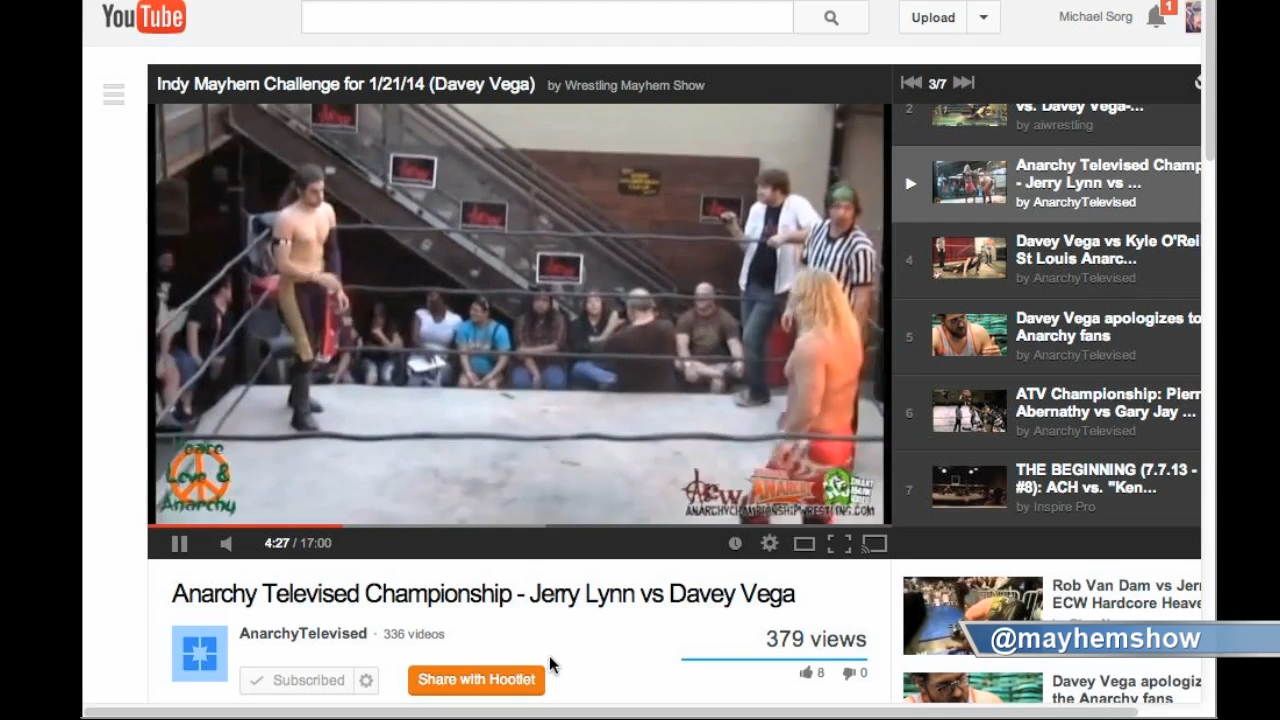 YouTube
Upload
Michael Sorg
1
Indy Mayhem Challenge for 1/21/14 (Davey Vega) by Wrestling Mayhem Show
3/7
2
vs. Davey Vega-...
by aiwrestling
Anarchy Televised Champ
- Jerry Lynn vs ...
by AnarchyTelevised
4
Davey Vega vs Kyle O'Rei
St Louis Anarc...
by AnarchyTelevised
5
Davey Vega apologizes to
Anarchy fans
by AnarchyTelevised
6
ATV Championship: Pierr
Abernathy vs Gary Jay ...
by AnarchyTelevised
7
THE BEGINNING (7.7.13 -
#8): ACH vs. "Ken...
by Inspire Pro
Peace
Love &
Anarchy
ACW
ANARCHY
ANARCHYCHAMPIONSHIPWRESTLING.COM
4:27 / 17:00
Anarchy Televised Championship - Jerry Lynn vs Davey Vega
AnarchyTelevised · 336 videos
Subscribed
Share with Hootlet
379 views
8 0
Rob Van Dam vs Jerr
ECW Hardcore Heave
@mayhemshow
Davey Vega apologiz
the Anarchy fans